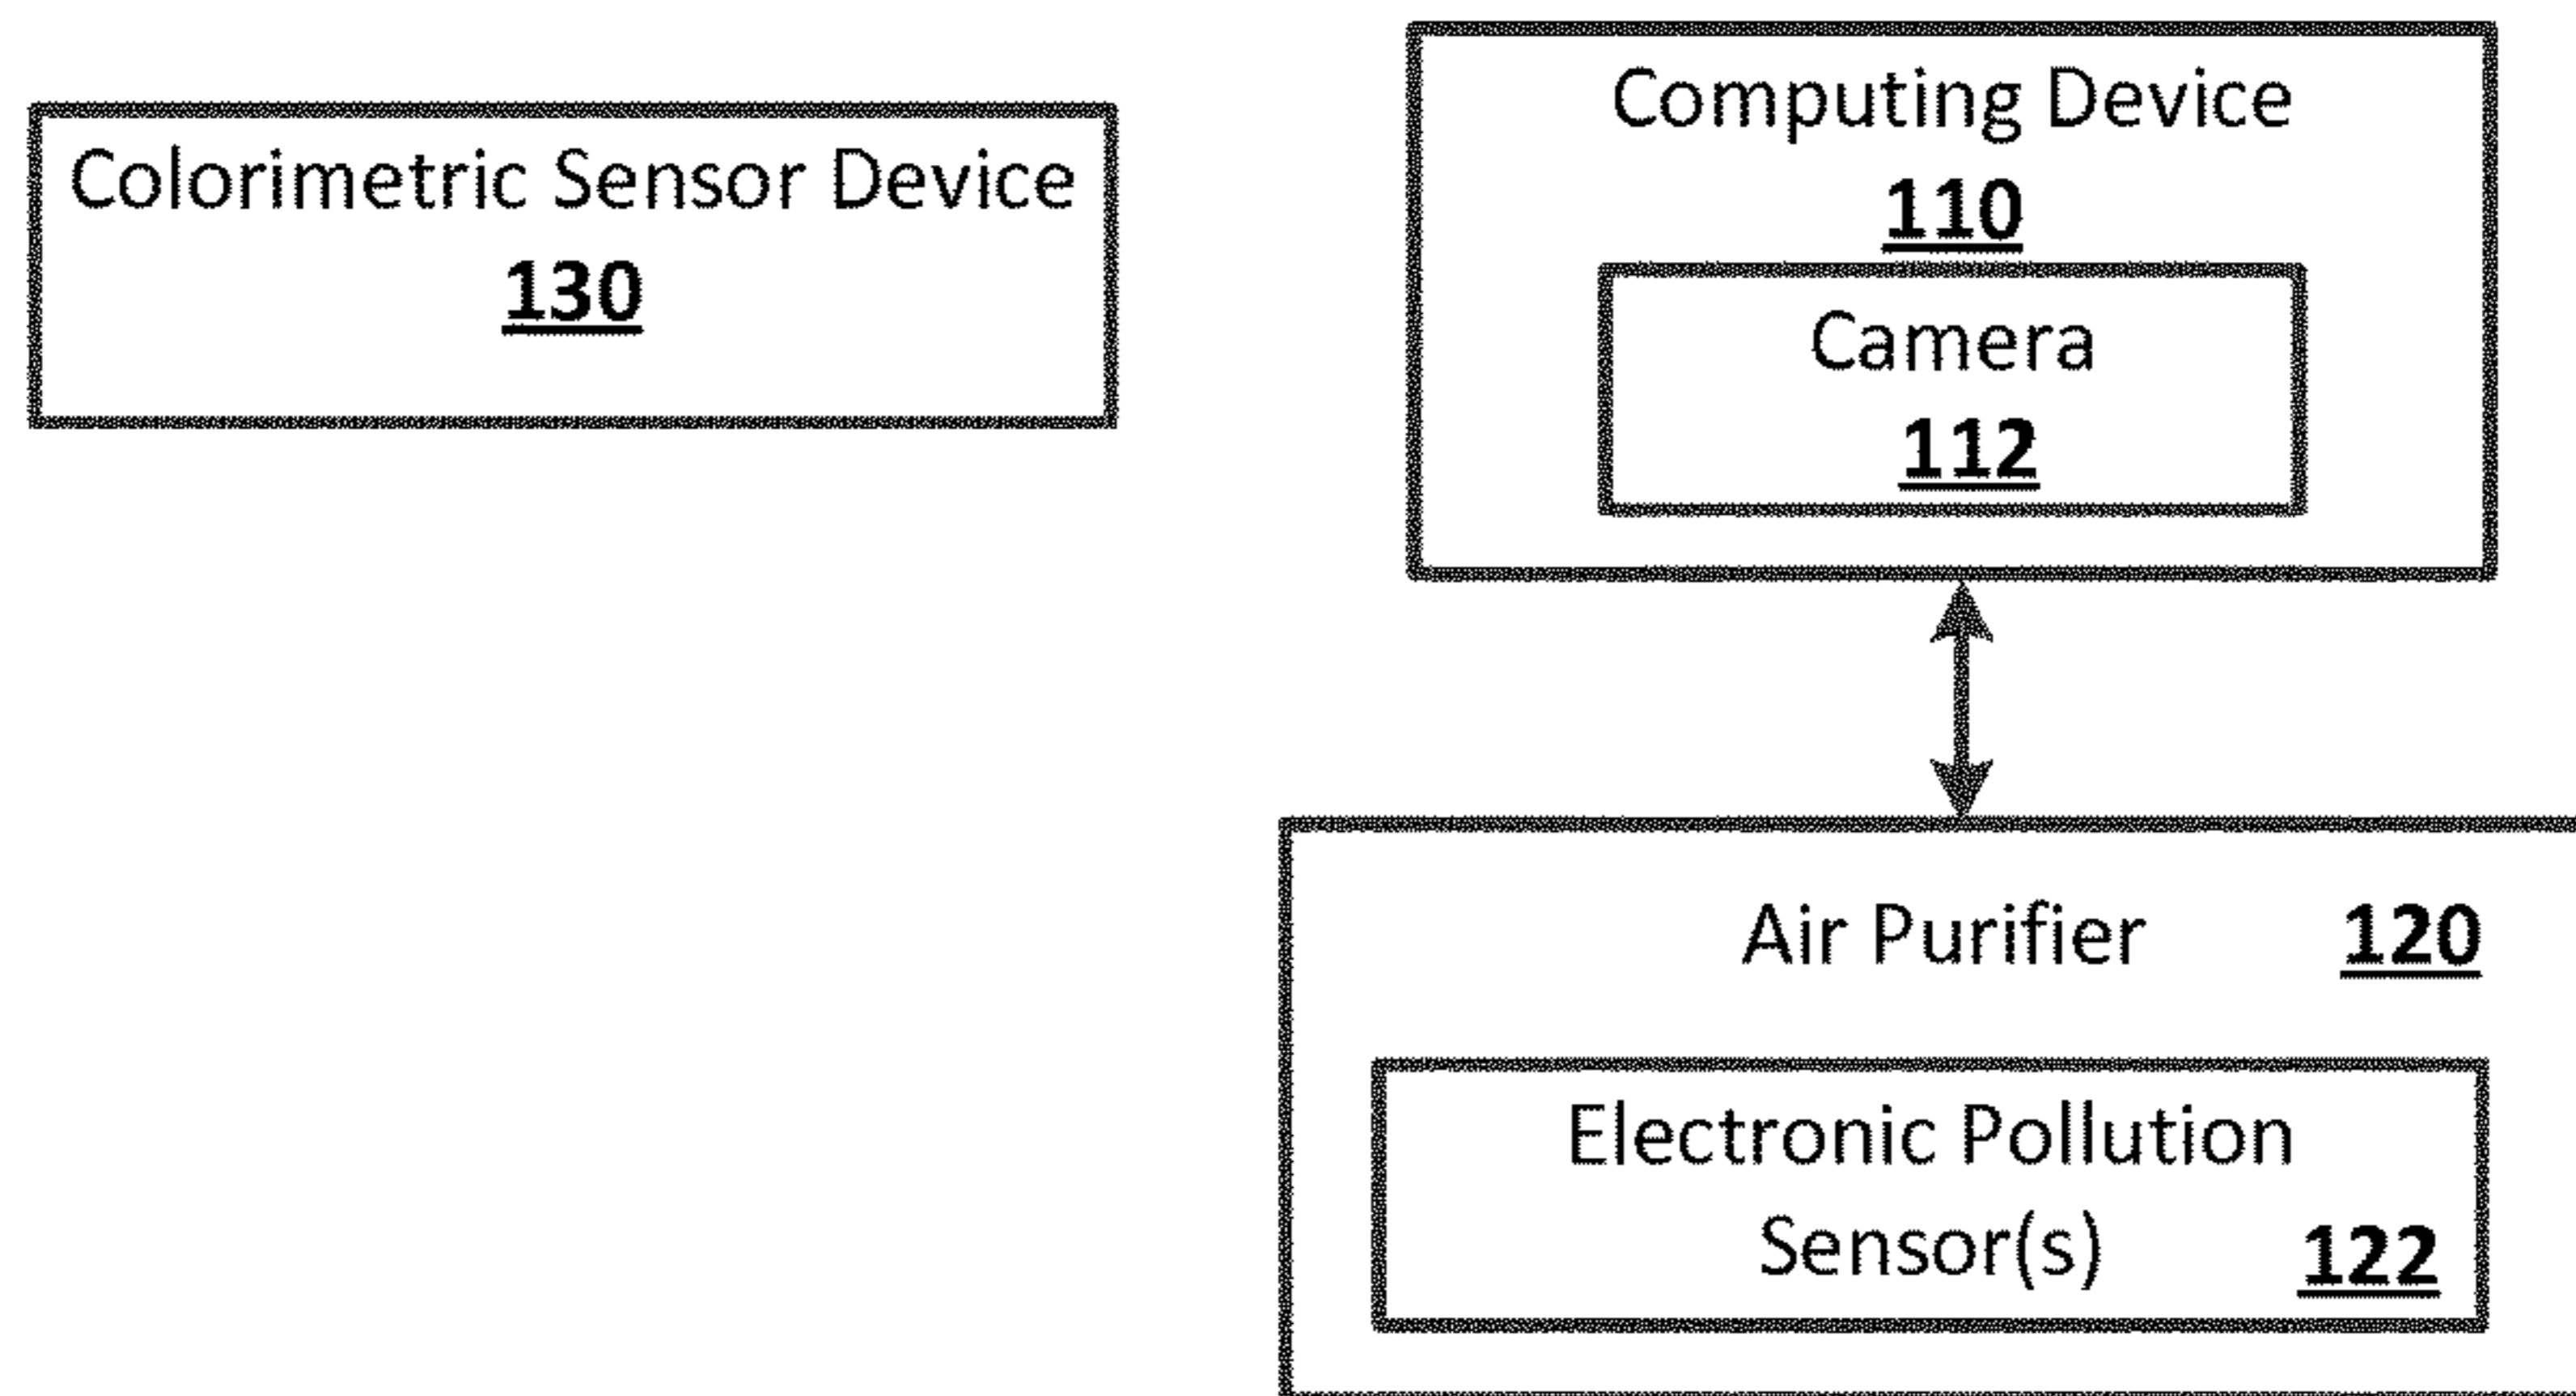 Colorimetric Sensor Device
130
Computing Device
110
Camera
112
Air Purifier 120
Electronic Pollution
Sensor(s) 122